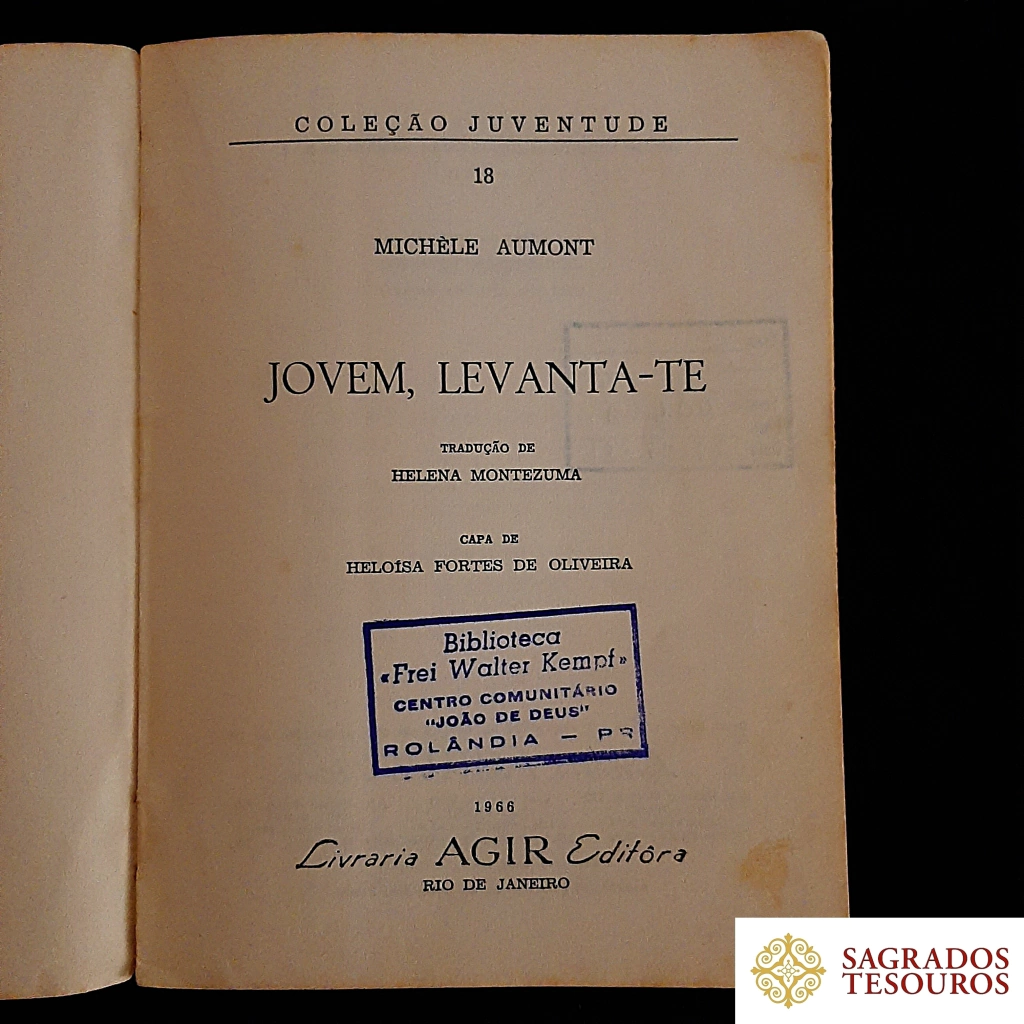 COLEÇÃO JUVENTUDE
18
MICHÈLE AUMONT
JOVEM, LEVANTA-TE
TRADUÇÃO DE
HELENA MONTEZUMA
CAPA DE
HELOÍSA FORTES DE OLIVEIRA
Biblioteca
«Frei Walter Kempf»
CENTRO COMUNITÁRIO
"JOÃO DE DEUS"
ROLÂNDIA — PR
1966
Livraria AGIR Editôra
RIO DE JANEIRO
SAGRADOS
TESOUROS